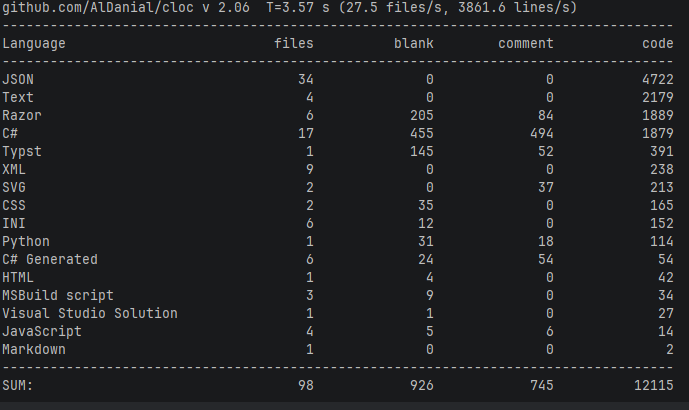 github.com/AlDanial/cloc v 2.06  T=3.57 s (27.5 files/s, 3861.6 lines/s)
-------------------------------------------------------------------------------
Language                     files          blank        comment           code
-------------------------------------------------------------------------------
JSON                            34              0              0           4722
Text                             4              0              0           2179
Razor                            6            205             84           1889
C#                              17            455            494           1879
Typst                            1            145             52            391
XML                              9              0              0            238
SVG                              2              0             37            213
CSS                              2             35              0            165
INI                              6             12              0            152
Python                           1             31             18            114
C# Generated                     6             24             54             54
HTML                             1              4              0             42
MSBuild script                   3              9              0             34
Visual Studio Solution           1              1              0             27
JavaScript                       4              5              6             14
Markdown                         1              0              0              2
-------------------------------------------------------------------------------
SUM:                            98            926            745          12115
-------------------------------------------------------------------------------